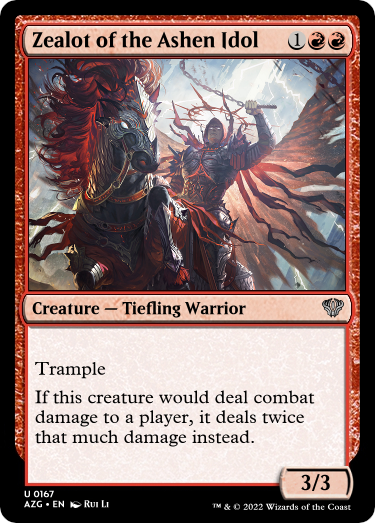 Zealot of the Ashen Idol 1
Creature — Tiefling Warrior
Trample
If this creature would deal combat
damage to a player, it deals twice
that much damage instead.
3/3
U 0167
AZG • EN Rui Li
™ & © 2022 Wizards of the Coast